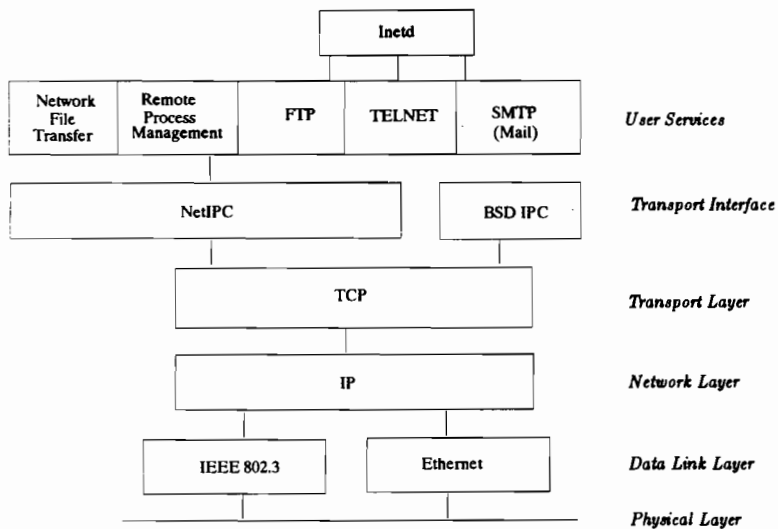 Inetd
Network
File
Transfer
Remote
Process
Management
FTP
TELNET
SMTP
(Mail)
User Services
NetIPC
BSD IPC
Transport Interface
TCP
Transport Layer
IP
Network Layer
IEEE 802.3
Ethernet
Data Link Layer
Physical Layer